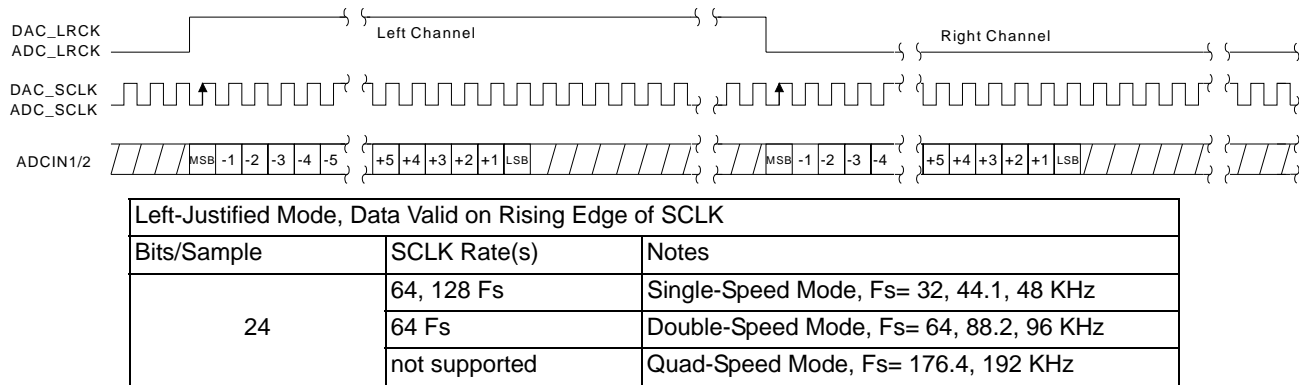 DAC_LRCK
ADC_LRCK
Left Channel
Right Channel
DAC_SCLK
ADC_SCLK
ADCIN1/2
MSB -1 -2 -3 -4 -5 +5 +4 +3 +2 +1 LSB MSB -1 -2 -3 -4 +5 +4 +3 +2 +1 LSB
Left-Justified Mode, Data Valid on Rising Edge of SCLK
Bits/Sample SCLK Rate(s) Notes
64, 128 Fs Single-Speed Mode, Fs= 32, 44.1, 48 KHz
24 64 Fs Double-Speed Mode, Fs= 64, 88.2, 96 KHz
not supported Quad-Speed Mode, Fs= 176.4, 192 KHz